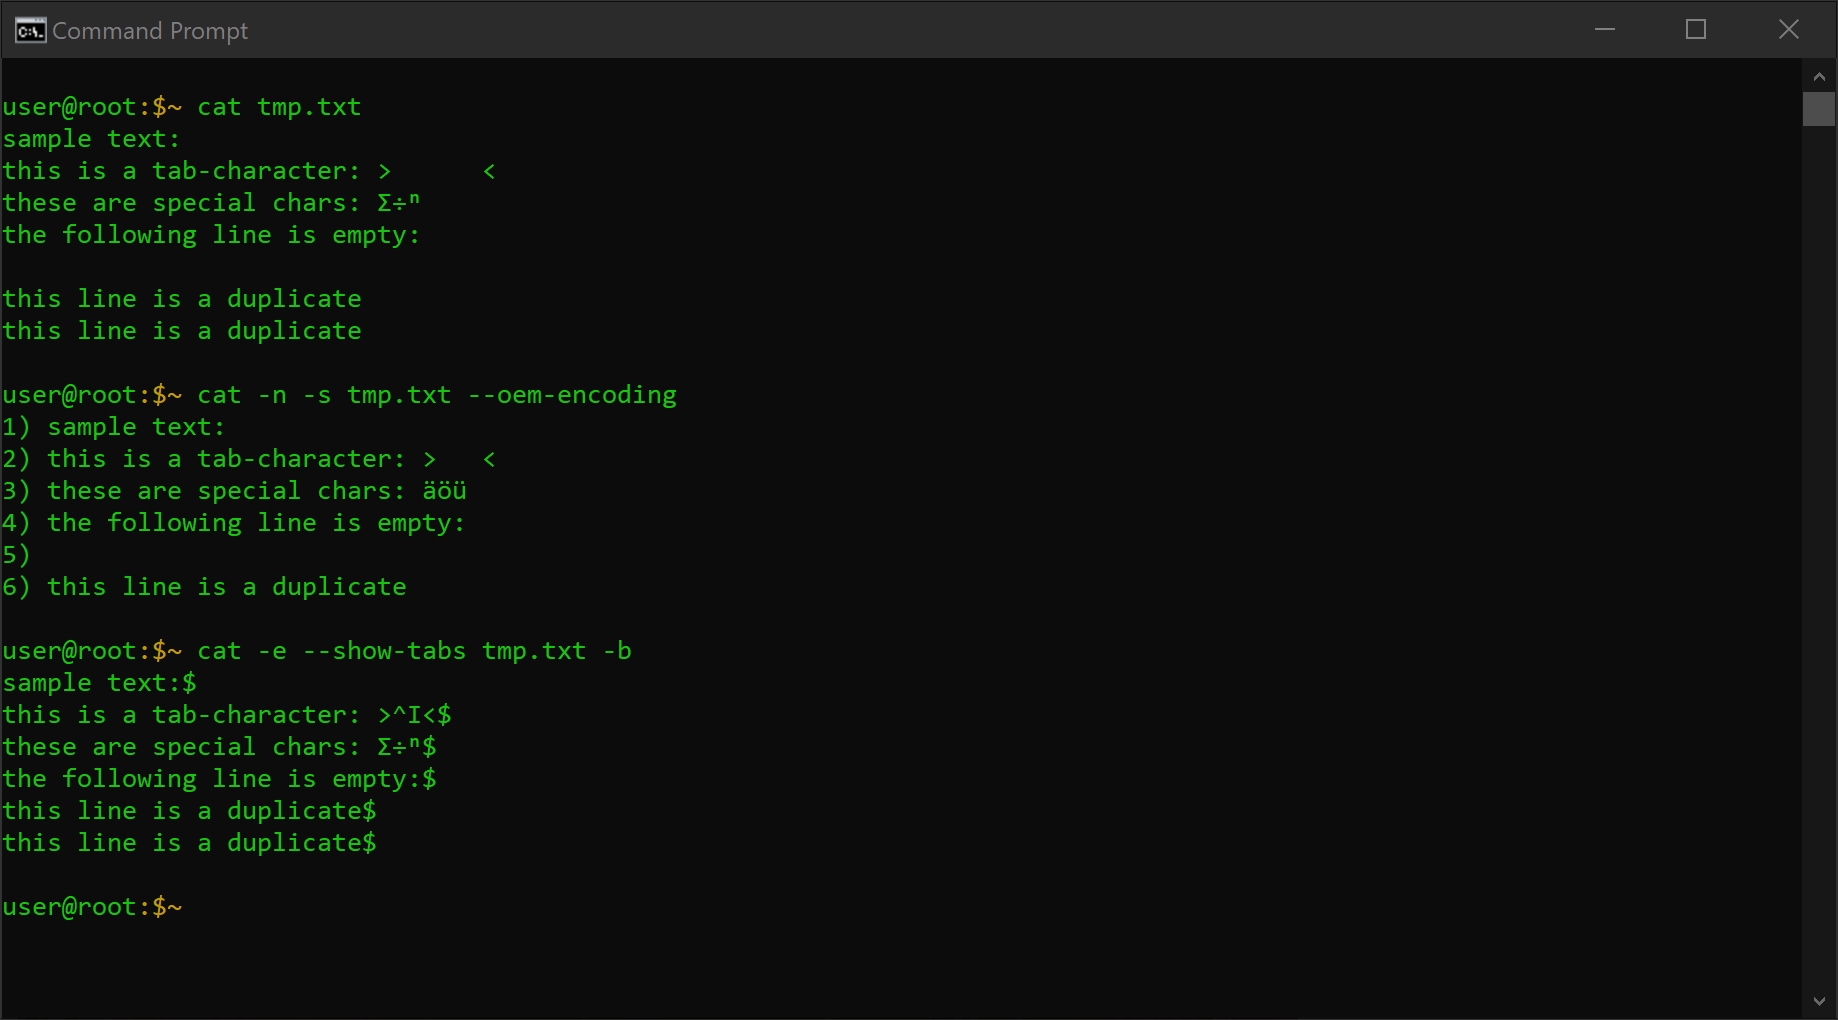 C:\. Command Prompt
user@root:$~ cat tmp.txt
sample text:
this is a tab-character: >      <
these are special chars: Σ÷ⁿ
the following line is empty:

this line is a duplicate
this line is a duplicate

user@root:$~ cat -n -s tmp.txt --oem-encoding
1) sample text:
2) this is a tab-character: >   <
3) these are special chars: äöü
4) the following line is empty:
5)
6) this line is a duplicate

user@root:$~ cat -e --show-tabs tmp.txt -b
sample text:$
this is a tab-character: >^I<$
these are special chars: Σ÷ⁿ$
the following line is empty:$
this line is a duplicate$
this line is a duplicate$

user@root:$~